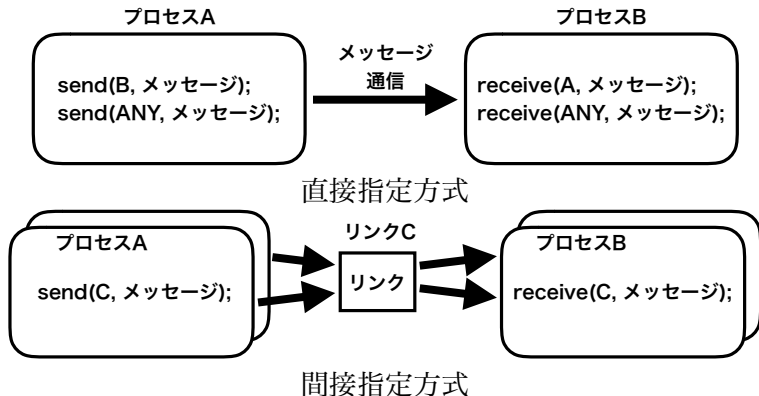 プロセスA
プロセスB
send(B, メッセージ);
send(ANY, メッセージ);
メッセージ
通信
receive(A, メッセージ);
receive(ANY, メッセージ);
直接指定方式
プロセスA
send(C, メッセージ);
リンクC
リンク
プロセスB
receive(C, メッセージ);
間接指定方式